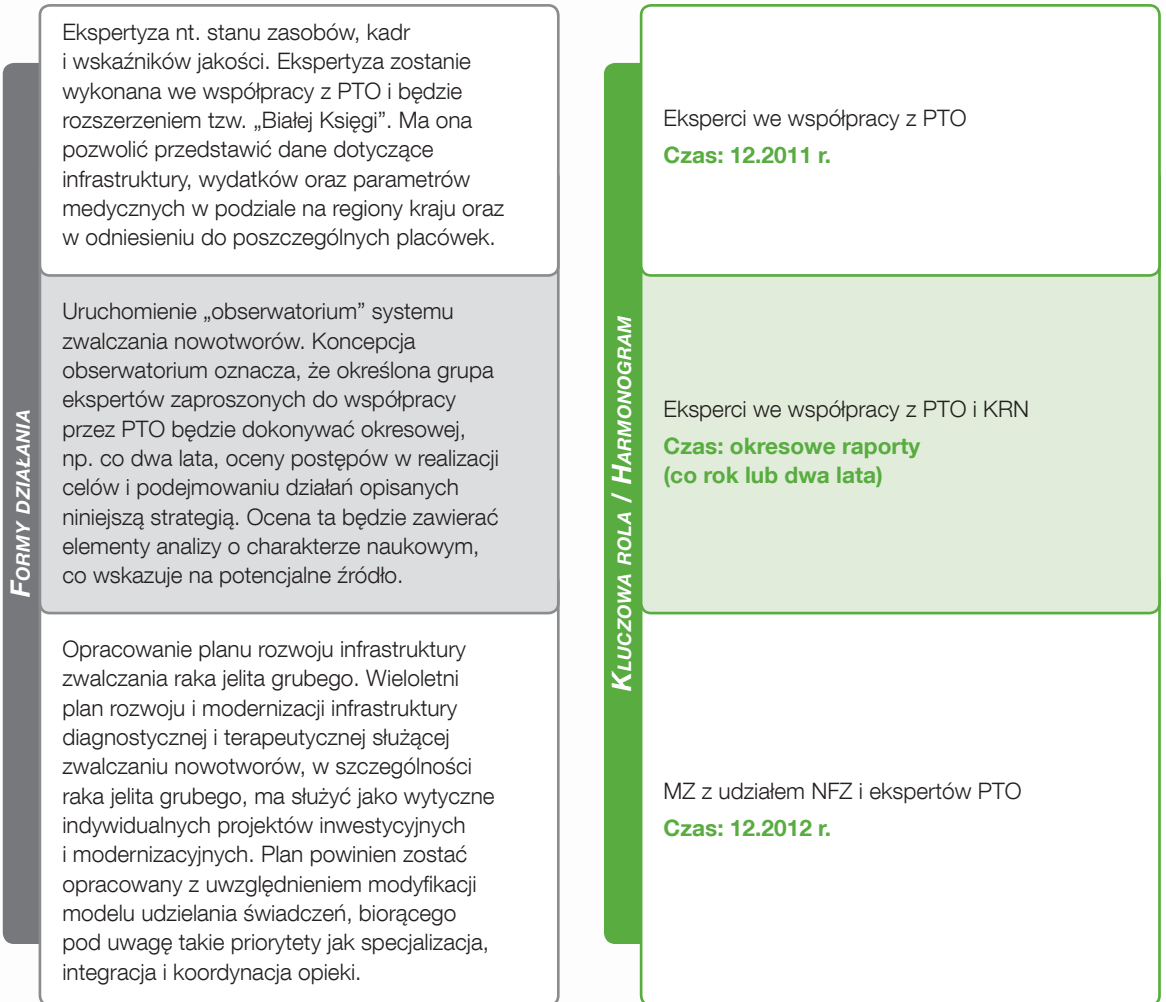 FORMY DZIAŁANIA
Ekspertyza nt. stanu zasobów, kadr
i wskaźników jakości. Ekspertyza zostanie
wykonana we współpracy z PTO i będzie
rozszerzeniem tzw. „Białej Księgi”. Ma ona
pozwolić przedstawić dane dotyczące
infrastruktury, wydatków oraz parametrów
medycznych w podziale na regiony kraju oraz
w odniesieniu do poszczególnych placówek.
Uruchomienie „obserwatorium” systemu
zwalczania nowotworów. Koncepcja
obserwatorium oznacza, że określona grupa
ekspertów zaproszonych do współpracy
przez PTO będzie dokonywać okresowej,
np. co dwa lata, oceny postępów w realizacji
celów i podejmowaniu działań opisanych
niniejszą strategią. Ocena ta będzie zawierać
elementy analizy o charakterze naukowym,
co wskazuje na potencjalne źródło.
Opracowanie planu rozwoju infrastruktury
zwalczania raka jelita grubego. Wieloletni
plan rozwoju i modernizacji infrastruktury
diagnostycznej i terapeutycznej służącej
zwalczaniu nowotworów, w szczególności
raka jelita grubego, ma służyć jako wytyczne
indywidualnych projektów inwestycyjnych
i modernizacyjnych. Plan powinien zostać
opracowany z uwzględnieniem modyfikacji
modelu udzielania świadczeń, biorącego
pod uwagę takie priorytety jak specjalizacja,
integracja i koordynacja opieki.
KLUCZOWA ROLA / HARMONOGRAM
Eksperci we współpracy z PTO
Czas: 12.2011 r.
Eksperci we współpracy z PTO i KRN
Czas: okresowe raporty
(co rok lub dwa lata)
MZ z udziałem NFZ i ekspertów PTO
Czas: 12.2012 r.